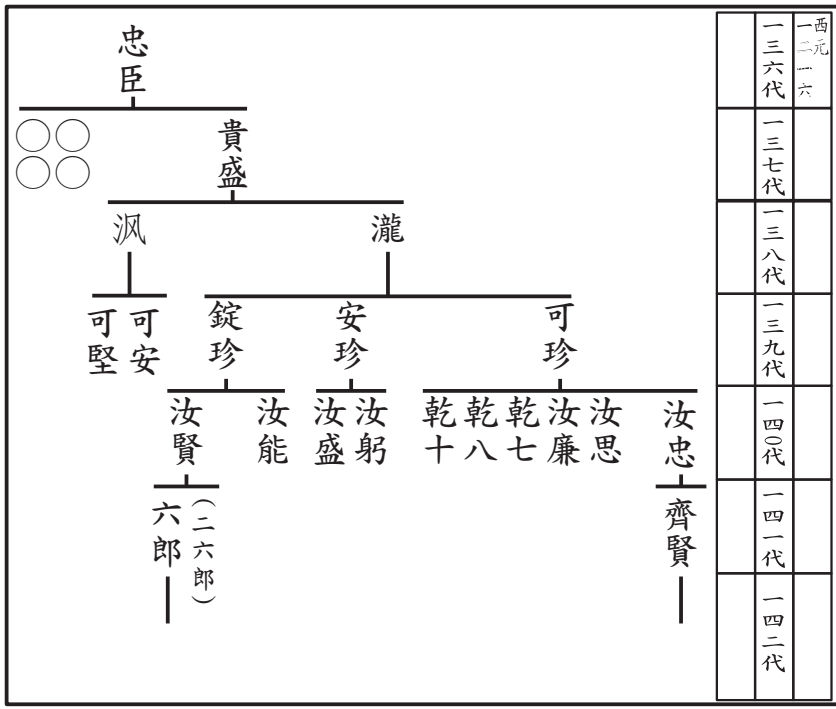 西元
一二一六
一三六代
一三七代
一三八代
一三九代
一四〇代
一四一代
一四二代
忠臣
貴盛
瀧
沨
可珍
安珍
錠珍
可安
可堅
汝忠
汝思
汝廉
乾七
乾八
乾十
汝躬
汝盛
汝能
汝賢
齊賢
(二六郎)
六郎